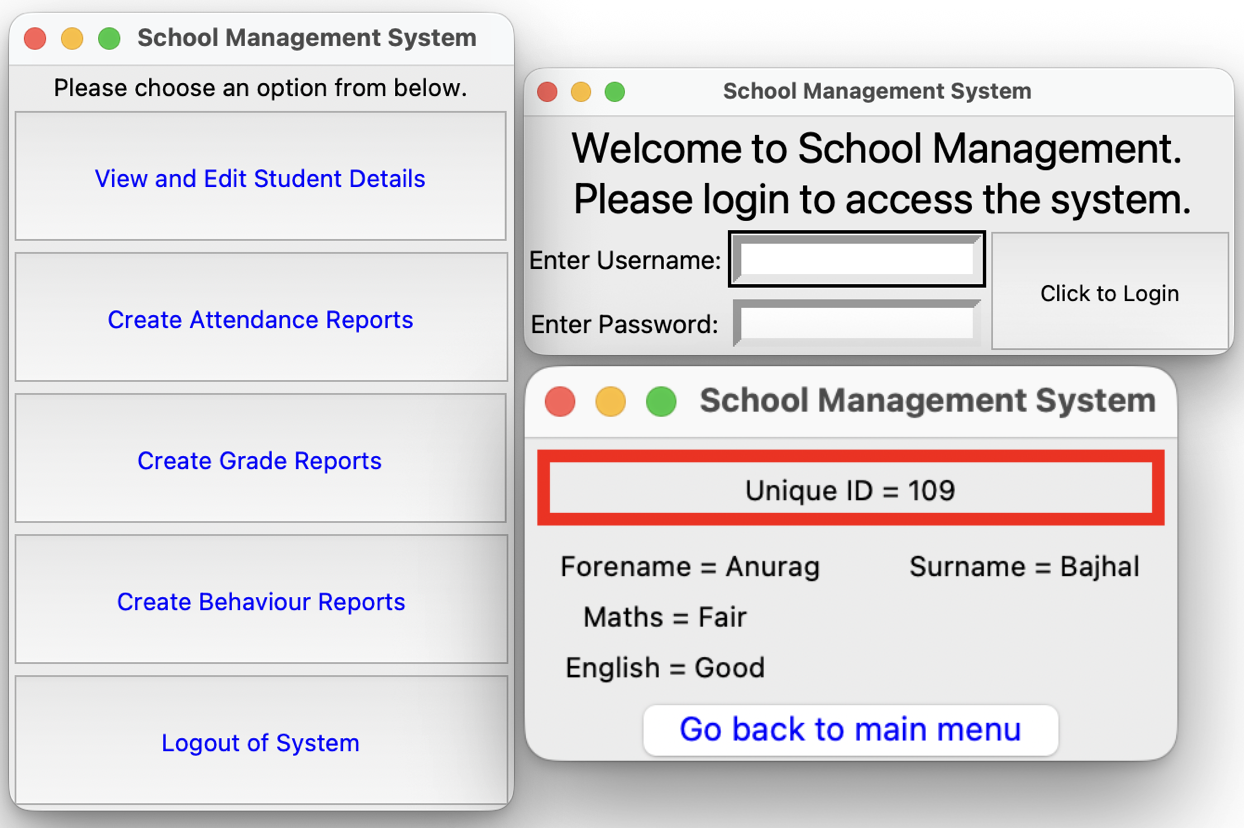 School Management System
Please choose an option from below.
View and Edit Student Details
Create Attendance Reports
Create Grade Reports
Create Behaviour Reports
Logout of System
School Management System
Welcome to School Management.
Please login to access the system.
Enter Username:
Click to Login
Enter Password:
School Management System
Unique ID = 109
Forename = Anurag Surname = Bajhal
Maths = Fair
English = Good
Go back to main menu